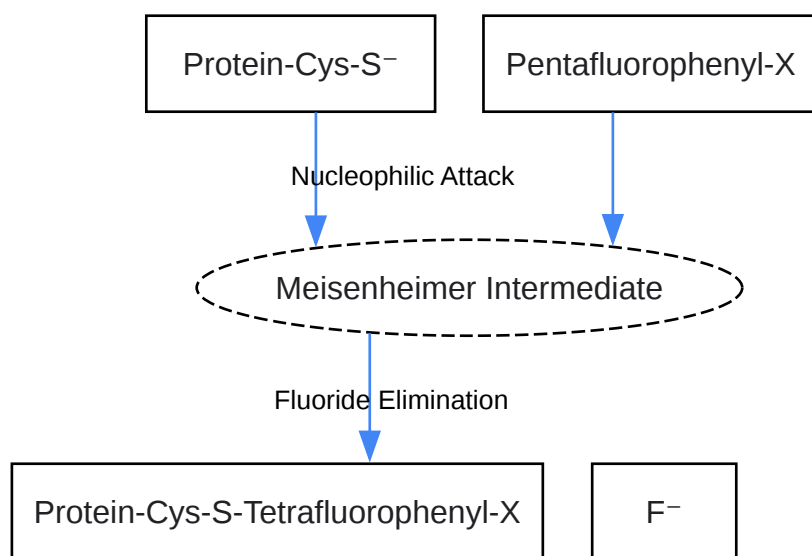 Protein-Cys-S⁻
Pentafluorophenyl-X
Nucleophilic Attack
Meisenheimer Intermediate
Fluoride Elimination
Protein-Cys-S-Tetrafluorophenyl-X
F⁻